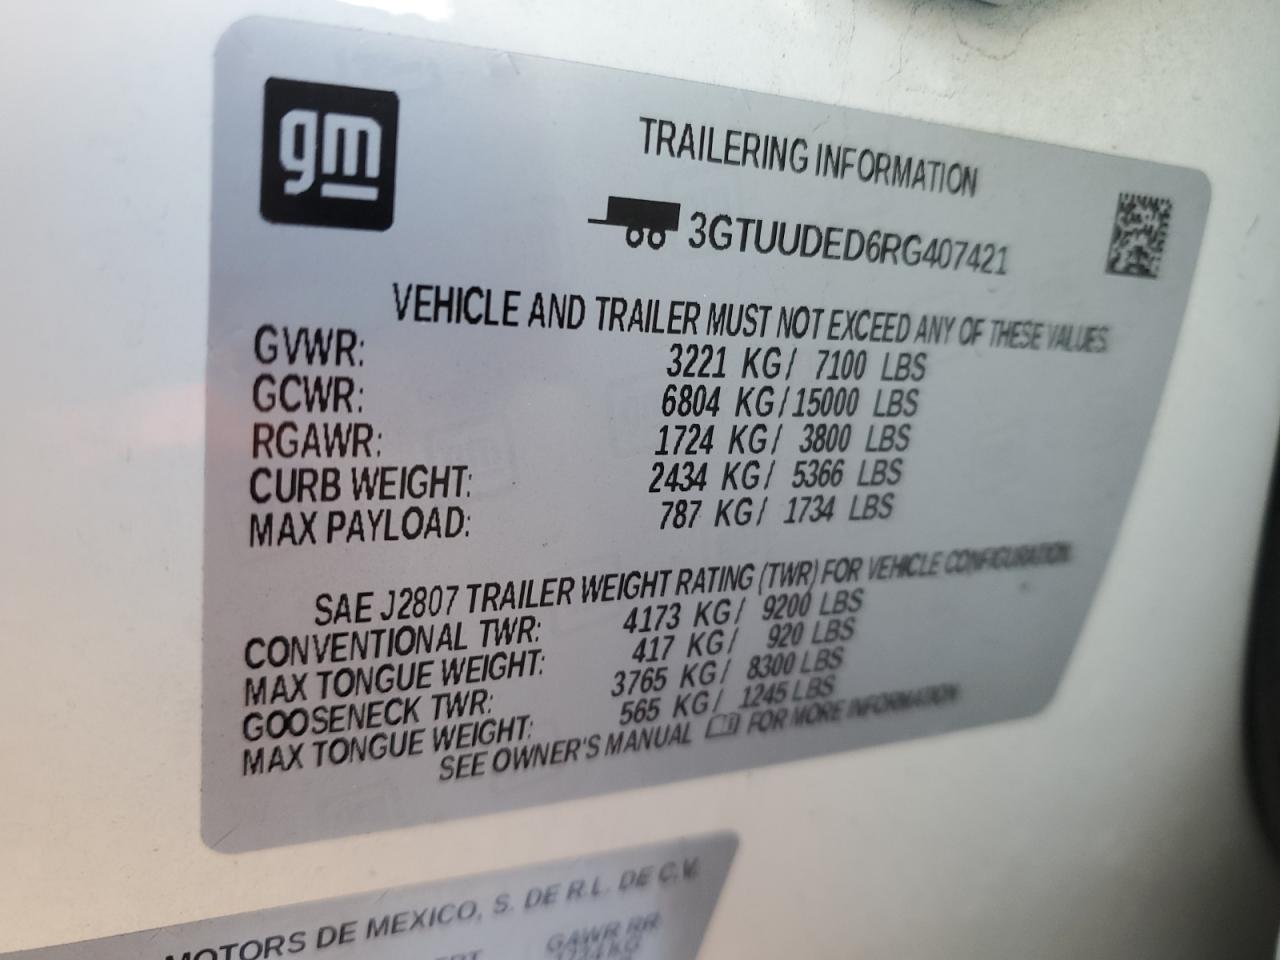 gm
TRAILERING INFORMATION
3GTUUDED6RG407421
VEHICLE AND TRAILER MUST NOT EXCEED ANY OF THESE VALUES
GVWR: 3221 KG/ 7100 LBS
GCWR: 6804 KG/15000 LBS
RGAWR: 1724 KG/ 3800 LBS
CURB WEIGHT: 2434 KG/ 5366 LBS
MAX PAYLOAD: 787 KG/ 1734 LBS
SAE J2807 TRAILER WEIGHT RATING (TWR) FOR VEHICLE CONFIGURATION.
CONVENTIONAL TWR: 4173 KG/ 9200 LBS
MAX TONGUE WEIGHT: 417 KG/ 920 LBS
GOOSENECK TWR: 3765 KG/ 8300 LBS
MAX TONGUE WEIGHT: 565 KG/ 1245 LBS
SEE OWNER'S MANUAL FOR MORE INFORMATION
MOTORS DE MEXICO, S. DE R.L. DE C.V.
GAWR RR
1724 KG